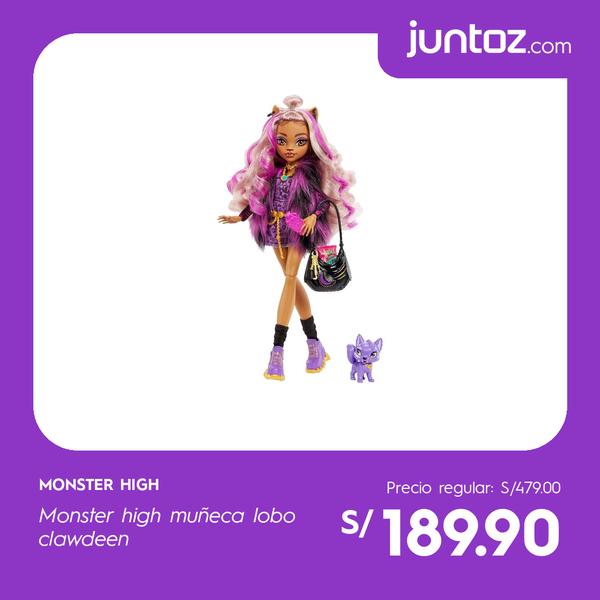 juntoz.com
MONSTER HIGH
Monster high muñeca lobo
clawdeen
Precio regular: S/479.00
S/189.90